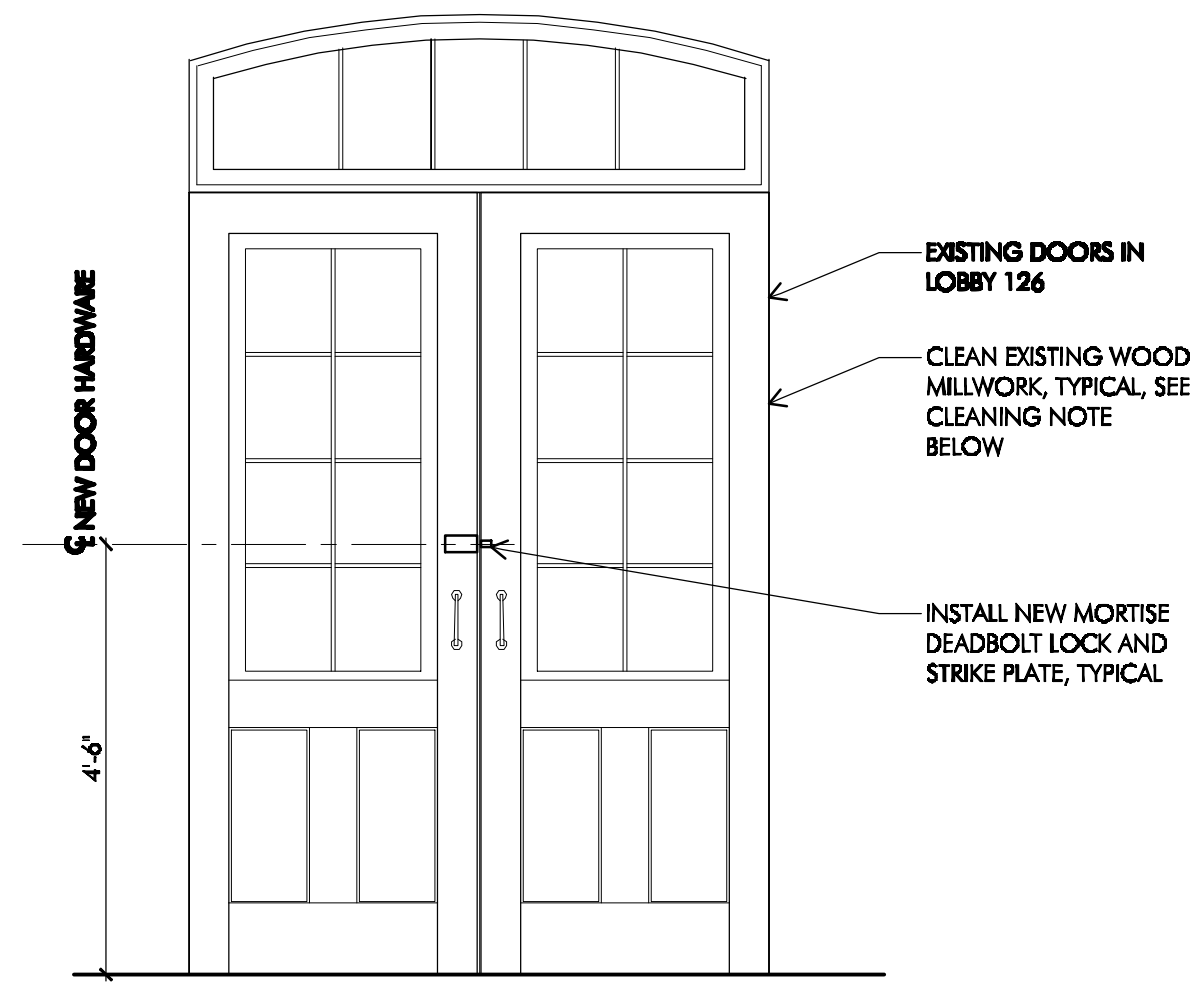 EXISTING DOORS IN
LOBBY 126
CLEAN EXISTING WOOD
MILLWORK, TYPICAL, SEE
CLEANING NOTE
BELOW
℄ NEW DOOR HARDWARE
INSTALL NEW MORTISE
DEADBOLT LOCK AND
STRIKE PLATE, TYPICAL
4'-6"